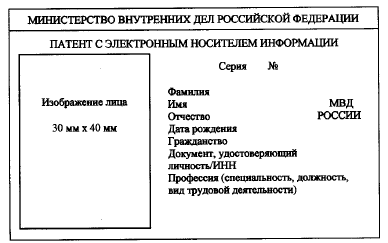 МИНИСТЕРСТВО ВНУТРЕННИХ ДЕЛ РОССИЙСКОЙ ФЕДЕРАЦИИ
ПАТЕНТ С ЭЛЕКТРОННЫМ НОСИТЕЛЕМ ИНФОРМАЦИИ
Серия №
Изображение лица
30 мм х 40 мм
Фамилия
Имя
Отчество
Дата рождения
Гражданство
Документ, удостоверяющий
личность/ИНН
Профессия (специальность, должность,
вид трудовой деятельности)
МВД
РОССИИ